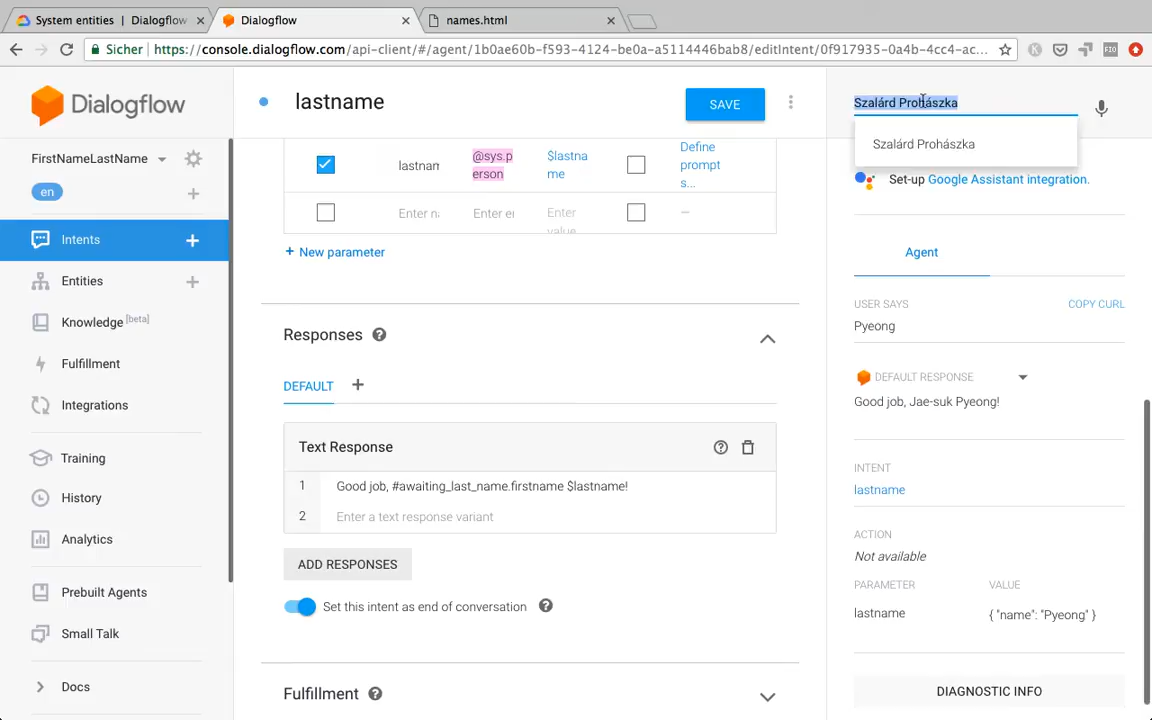 System entities | Dialogflow
Dialogflow
names.html
Sicher
https://console.dialogflow.com/api-client/#/agent/1b0ae60b-f593-4124-be0a-a5114446bab8/editIntent/0f917935-0a4b-4cc4-ac...
Dialogflow
FirstNameLastName
en
Intents
Entities
Knowledge [beta]
Fulfillment
Integrations
Training
History
Analytics
Prebuilt Agents
Small Talk
Docs
lastname
SAVE
lastnam
@sys.p
erson
$lastna
me
Define
prompt
s...
Enter n
Enter e
Enter
value
—
+ New parameter
Responses
DEFAULT
Text Response
1 Good job, #awaiting_last_name.firstname $lastname!
2 Enter a text response variant
ADD RESPONSES
Set this intent as end of conversation
Fulfillment
Szalárd Prohászka
Szalárd Prohászka
Set-up Google Assistant integration.
Agent
USER SAYS
COPY CURL
Pyeong
DEFAULT RESPONSE
Good job, Jae-suk Pyeong!
INTENT
lastname
ACTION
Not available
PARAMETER
VALUE
lastname
{ "name": "Pyeong" }
DIAGNOSTIC INFO